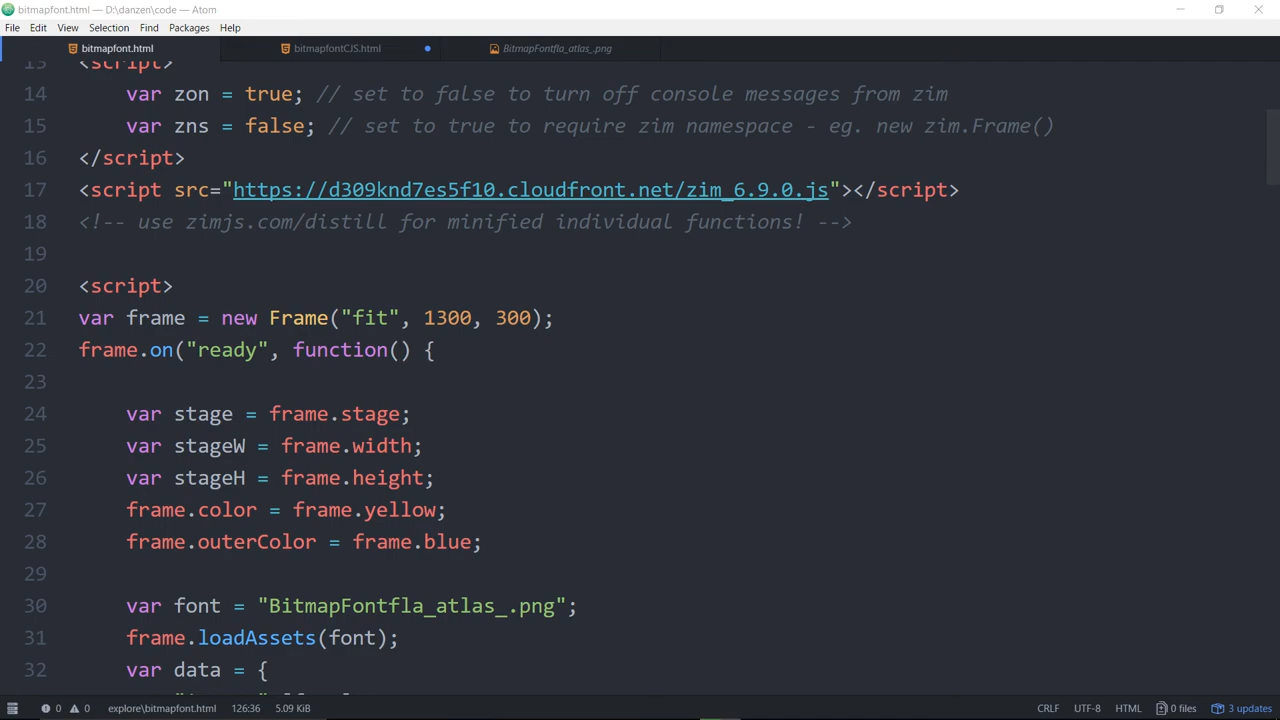 bitmapfont.html — D:\danzen\code — Atom
File Edit View Selection Find Packages Help
bitmapfont.html bitmapfontCJS.html BitmapFontfla_atlas_.png
13 <script>
14 var zon = true; // set to false to turn off console messages from zim
15 var zns = false; // set to true to require zim namespace - eg. new zim.Frame()
16 </script>
17 <script src="https://d309knd7es5f10.cloudfront.net/zim_6.9.0.js"></script>
18 <!-- use zimjs.com/distill for minified individual functions! -->
19
20 <script>
21 var frame = new Frame("fit", 1300, 300);
22 frame.on("ready", function() {
23
24 var stage = frame.stage;
25 var stageW = frame.width;
26 var stageH = frame.height;
27 frame.color = frame.yellow;
28 frame.outerColor = frame.blue;
29
30 var font = "BitmapFontfla_atlas_.png";
31 frame.loadAssets(font);
32 var data = {
0 0 explore\bitmapfont.html 126:36 5.09 KiB CRLF UTF-8 HTML 0 files 3 updates